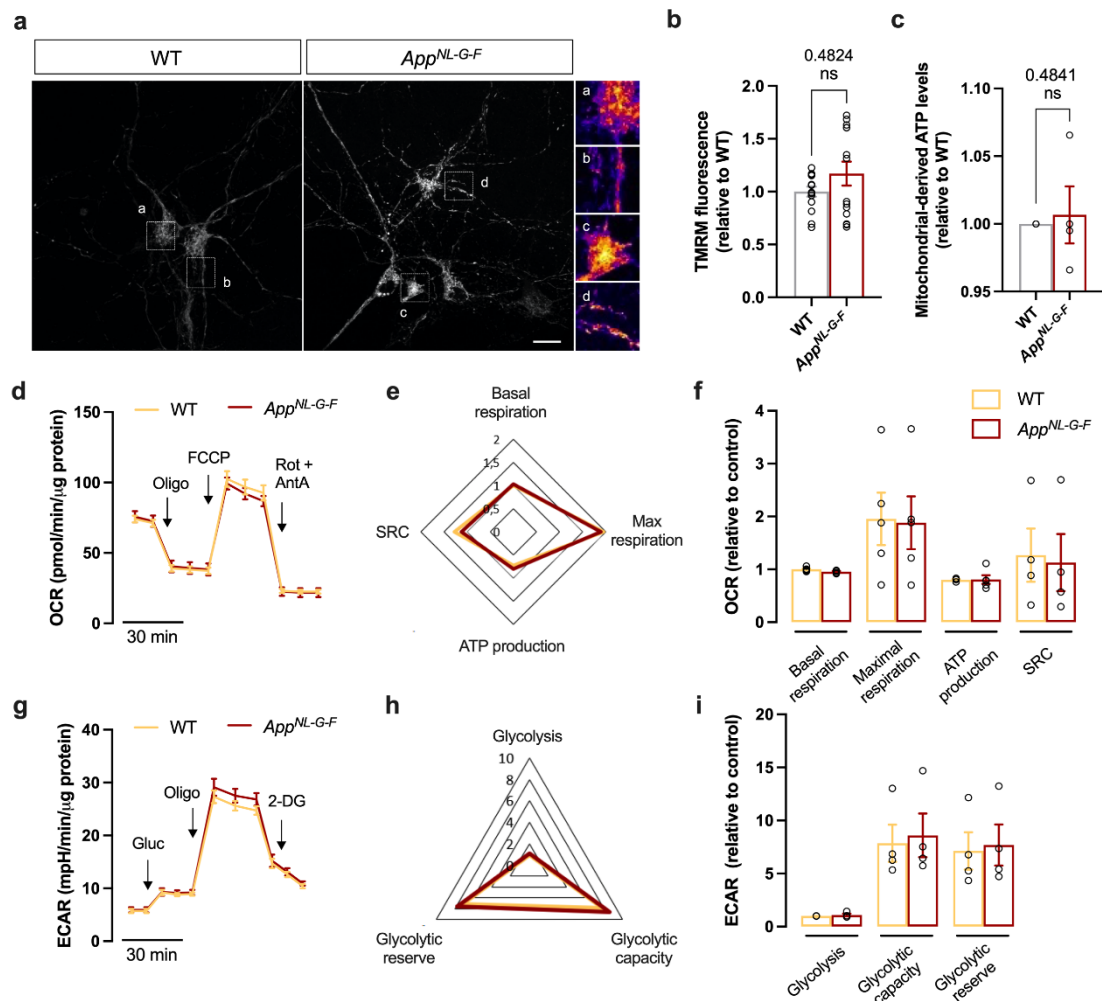 a
WT
App^NL-G-F
a
b
c
d
a
b
c
d
b
0.4824
ns
TMRM fluorescence
(relative to WT)
2.0
1.5
1.0
0.5
0.0
WT
App^NL-G-F
c
0.4841
ns
Mitochondrial-derived ATP levels
(relative to WT)
1.10
1.05
1.00
0.95
WT
App^NL-G-F
d
WT
App^NL-G-F
OCR (pmol/min/µg protein)
150
100
50
0
Oligo
FCCP
Rot +
AntA
30 min
e
Basal
respiration
2
1,5
1
0,5
0
SRC
Max
respiration
ATP production
f
WT
App^NL-G-F
OCR (relative to control)
4
3
2
1
0
Basal
respiration
Maximal
respiration
ATP
production
SRC
g
WT
App^NL-G-F
ECAR (mpH/min/µg protein)
40
30
20
10
0
Gluc
Oligo
2-DG
30 min
h
Glycolysis
10
8
6
4
2
0
Glycolytic
reserve
Glycolytic
capacity
i
ECAR (relative to control)
20
15
10
5
0
Glycolysis
Glycolytic
capacity
Glycolytic
reserve